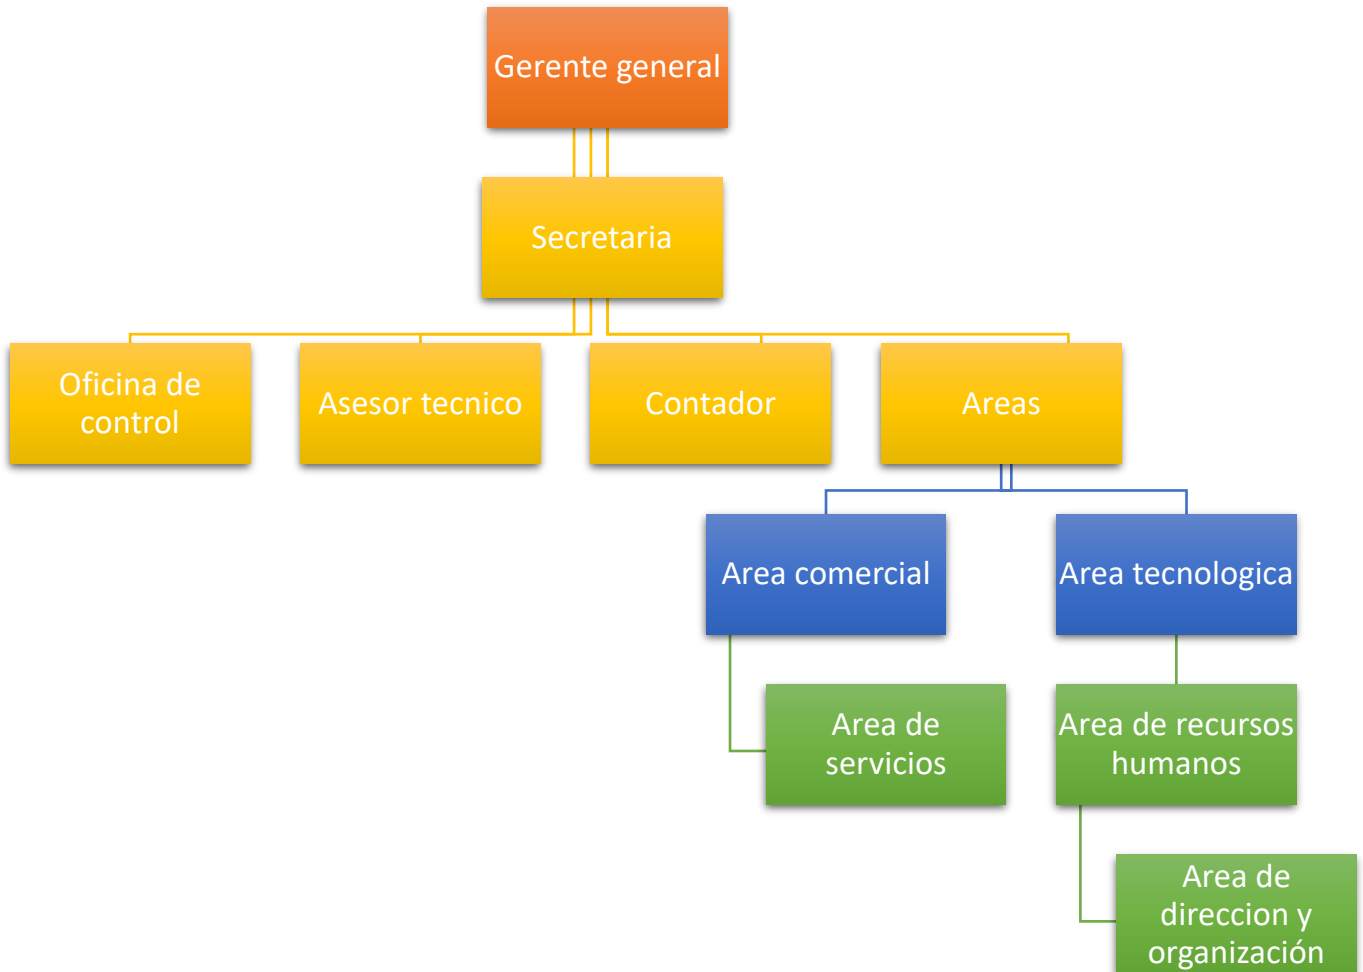 Gerente general
Secretaria
Oficina de
control
Asesor tecnico
Contador
Areas
Area comercial
Area tecnologica
Area de
servicios
Area de recursos
humanos
Area de
direccion y
organización